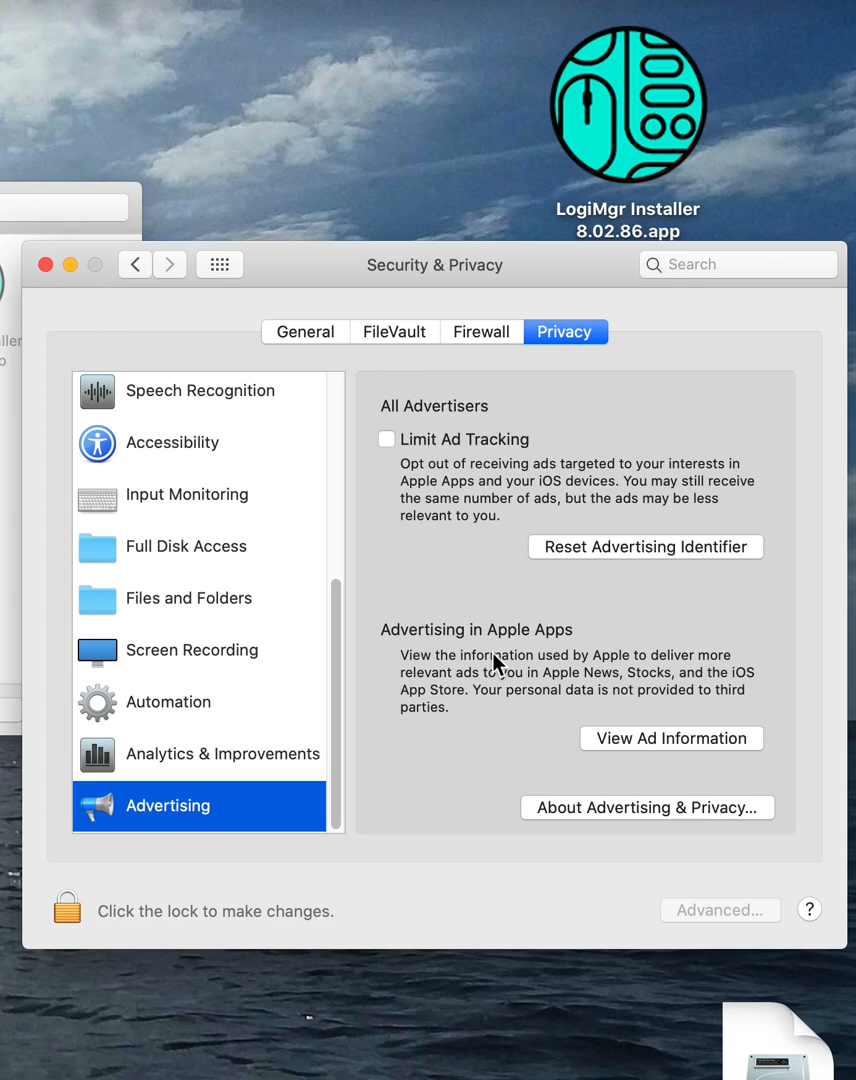 LogiMgr Installer
8.02.86.app
Security & Privacy
Search
General
FileVault
Firewall
Privacy
Speech Recognition
Accessibility
Input Monitoring
Full Disk Access
Files and Folders
Screen Recording
Automation
Analytics & Improvements
Advertising
All Advertisers
Limit Ad Tracking
Opt out of receiving ads targeted to your interests in
Apple Apps and your iOS devices. You may still receive
the same number of ads, but the ads may be less
relevant to you.
Reset Advertising Identifier
Advertising in Apple Apps
View the information used by Apple to deliver more
relevant ads to you in Apple News, Stocks, and the iOS
App Store. Your personal data is not provided to third
parties.
View Ad Information
About Advertising & Privacy...
Click the lock to make changes.
Advanced...
?